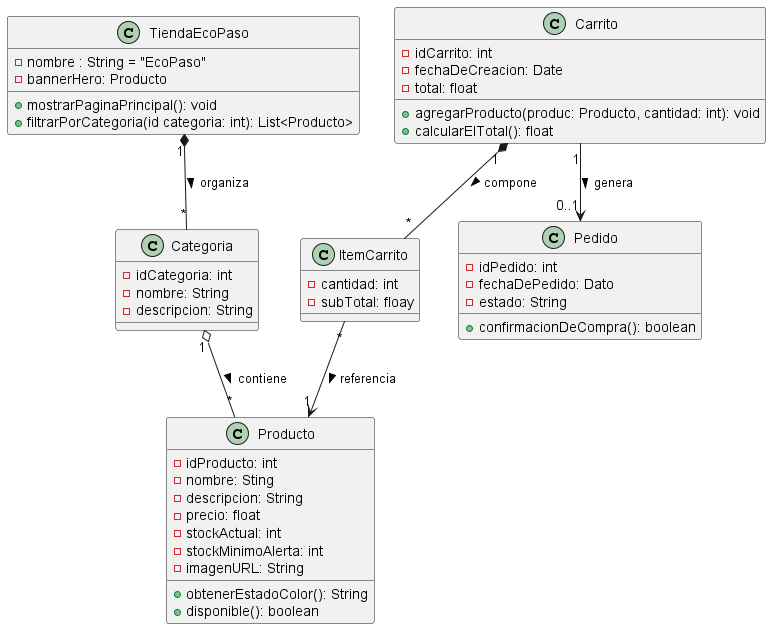 C TiendaEcoPaso
nombre : String = "EcoPaso"
bannerHero: Producto
mostrarPaginaPrincipal(): void
filtrarPorCategoria(id categoria: int): List<Producto>
C Carrito
idCarrito: int
fechaDeCreacion: Date
total: float
agregarProducto(produc: Producto, cantidad: int): void
calcularElTotal(): float
1
organiza
*
1
compone
*
1
genera
0..1
C Categoria
idCategoria: int
nombre: String
descripcion: String
C ItemCarrito
cantidad: int
subTotal: floay
C Pedido
idPedido: int
fechaDePedido: Dato
estado: String
confirmacionDeCompra(): boolean
1
contiene
*
*
referencia
1
C Producto
idProducto: int
nombre: Sting
descripcion: String
precio: float
stockActual: int
stockMinimoAlerta: int
imagenURL: String
obtenerEstadoColor(): String
disponible(): boolean